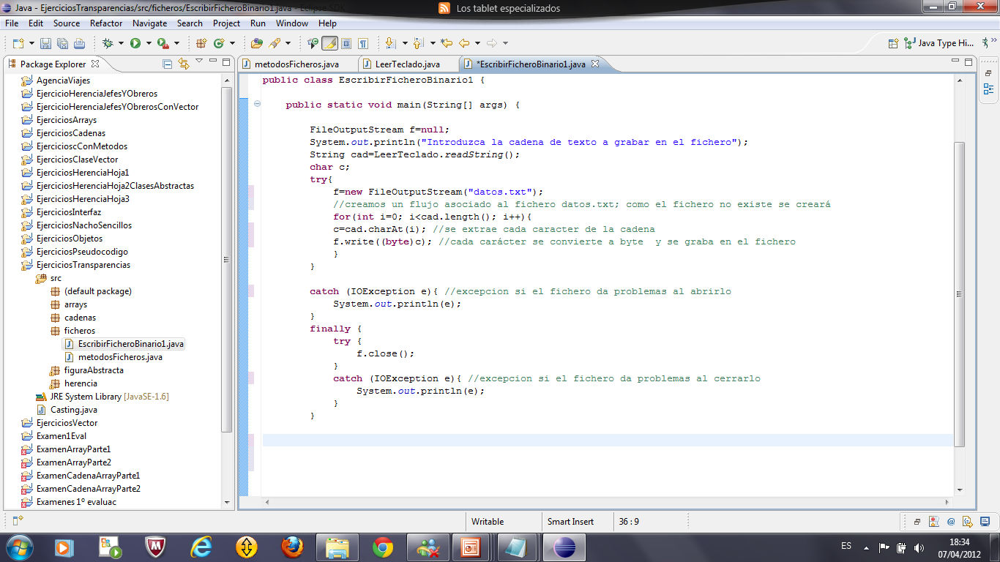 Java - EjerciciosTransparencias/src/ficheros/EscribirFicheroBinario1.java - Eclipse SDK
Los tablet especializados
File Edit Source Refactor Navigate Search Project Run Window Help
Java Type Hi...
Package Explorer
metodosFicheros.java
LeerTeclado.java
*EscribirFicheroBinario1.java
AgenciaViajes
EjercicioHerenciaJefesYObreros
EjercicioHerenciaJefesYObrerosConVector
EjerciciosArrays
EjerciciosCadenas
EjercicioscConMetodos
EjerciciosClaseVector
EjerciciosHerenciaHoja1
EjerciciosHerenciaHoja2ClasesAbstractas
EjerciciosHerenciaHoja3
EjerciciosInterfaz
EjerciciosNachoSencillos
EjerciciosObjetos
EjerciciosPseudocodigo
EjerciciosTransparencias
src
(default package)
arrays
cadenas
ficheros
EscribirFicheroBinario1.java
metodosFicheros.java
figuraAbstracta
herencia
JRE System Library [JavaSE-1.6]
Casting.java
EjerciciosVector
Examen1Eval
ExamenArrayParte1
ExamenArrayParte2
ExamenCadenaArrayParte1
ExamenCadenaArrayParte2
Examenes 1º evaluac
public class EscribirFicheroBinario1 {
public static void main(String[] args) {
FileOutputStream f=null;
System.out.println("Introduzca la cadena de texto a grabar en el fichero");
String cad=LeerTeclado.readString();
char c;
try{
f=new FileOutputStream("datos.txt");
//creamos un flujo asociado al fichero datos.txt; como el fichero no existe se creará
for(int i=0; i<cad.length(); i++){
c=cad.charAt(i); //se extrae cada caracter de la cadena
f.write((byte)c); //cada carácter se convierte a byte  y se graba en el fichero
}
}
catch (IOException e){ //excepcion si el fichero da problemas al abrirlo
System.out.println(e);
}
finally {
try {
f.close();
}
catch (IOException e){ //excepcion si el fichero da problemas al cerrarlo
System.out.println(e);
}
}
Writable
Smart Insert
36 : 9
ES
18:34
07/04/2012